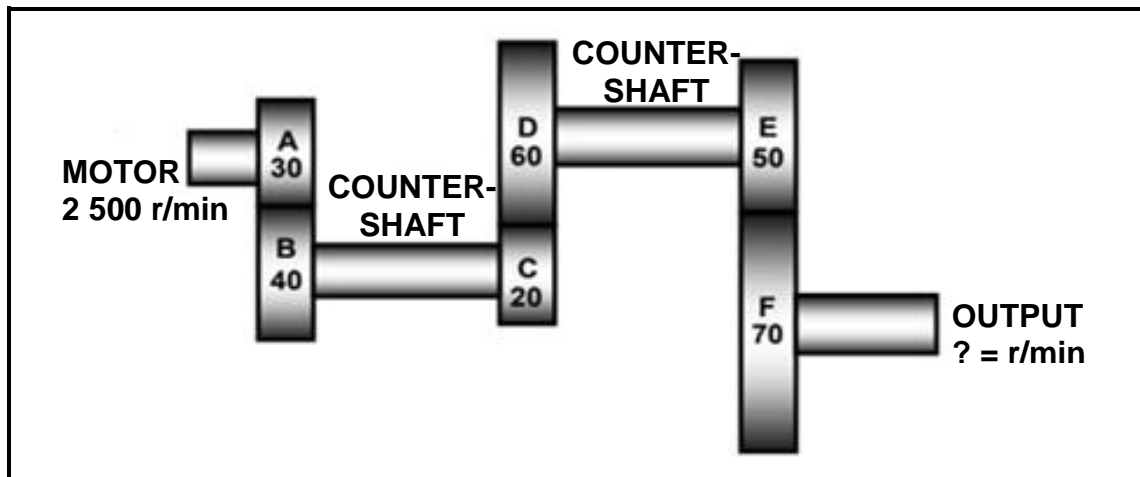 COUNTER-
SHAFT
D
60
E
50
A
30
MOTOR
2 500 r/min
COUNTER-
SHAFT
B
40
C
20
F
70
OUTPUT
? = r/min